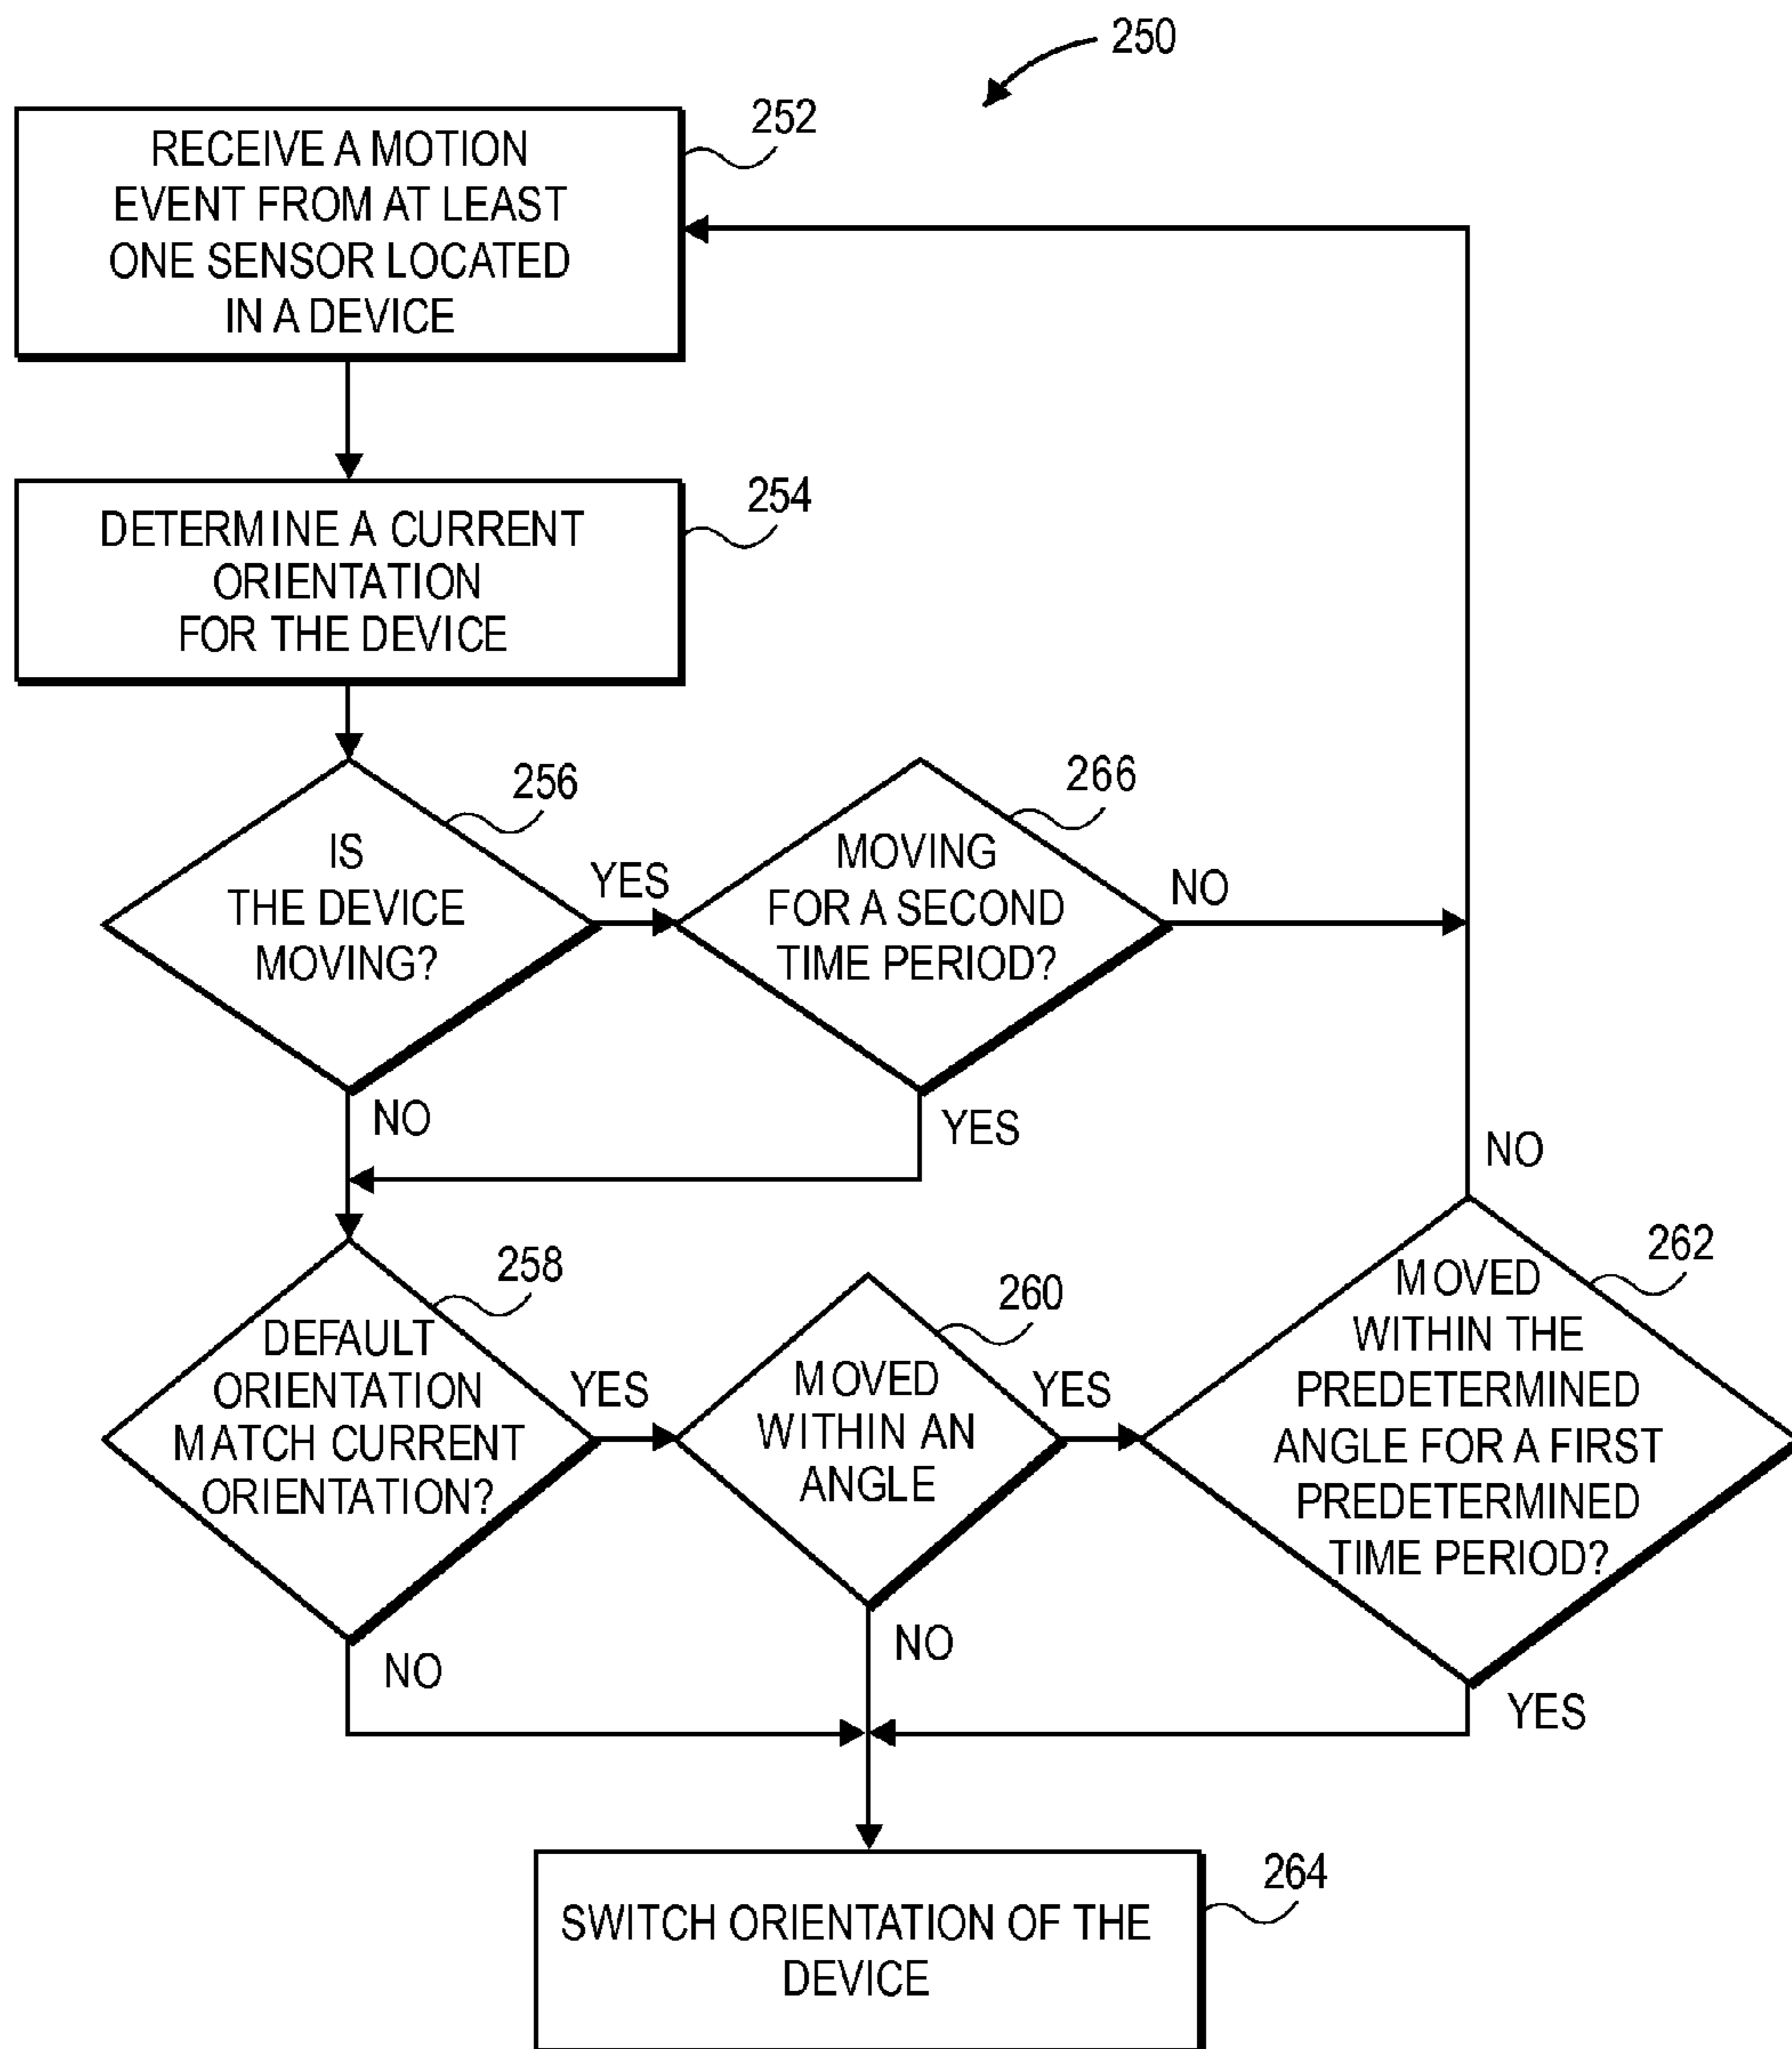 250
252
RECEIVE A MOTION
EVENT FROM AT LEAST
ONE SENSOR LOCATED
IN A DEVICE
254
DETERMINE A CURRENT
ORIENTATION
FOR THE DEVICE
256
IS
THE DEVICE
MOVING?
YES
NO
266
MOVING
FOR A SECOND
TIME PERIOD?
NO
YES
258
DEFAULT
ORIENTATION
MATCH CURRENT
ORIENTATION?
YES
NO
260
MOVED
WITHIN AN
ANGLE
YES
NO
NO
262
MOVED
WITHIN THE
PREDETERMINED
ANGLE FOR A FIRST
PREDETERMINED
TIME PERIOD?
YES
264
SWITCH ORIENTATION OF THE
DEVICE